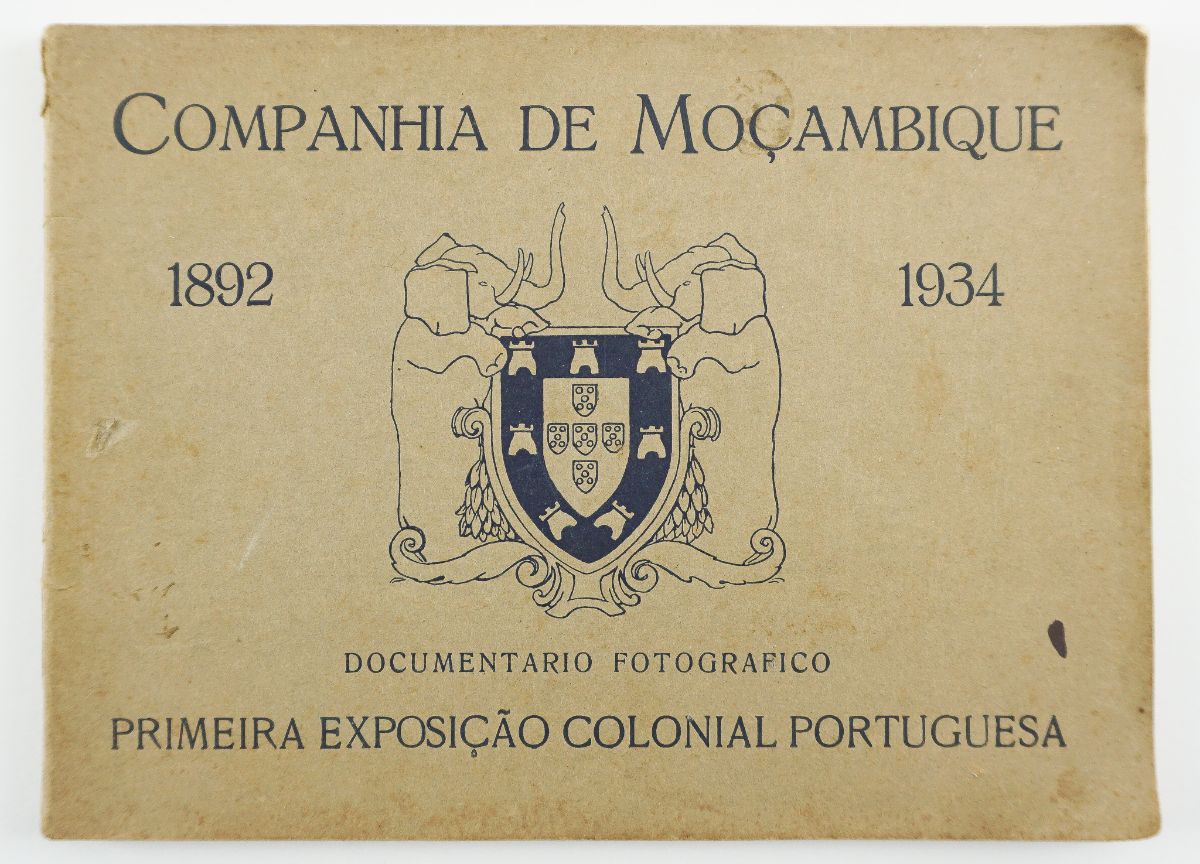 COMPANHIA DE MOÇAMBIQUE
1892 1934
DOCUMENTARIO FOTOGRAFICO
PRIMEIRA EXPOSIÇÃO COLONIAL PORTUGUESA